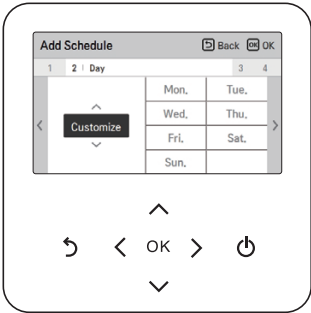 Add Schedule Back OK OK
1 2 Day 3 4
Mon. Tue.
Wed. Thu.
Customize
Fri. Sat.
Sun.
OK